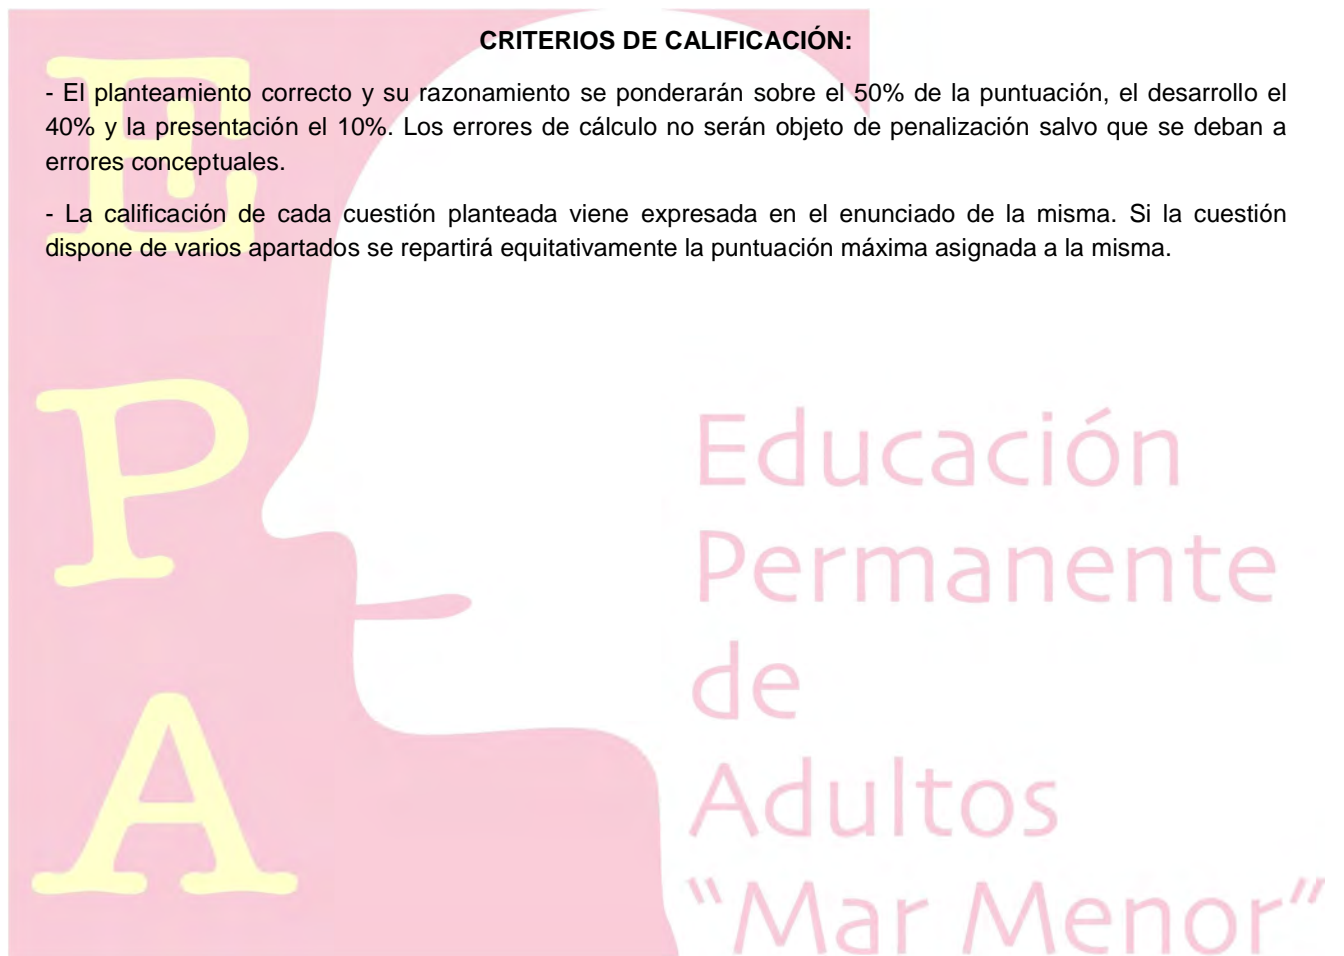 CRITERIOS DE CALIFICACIÓN:
- El planteamiento correcto y su razonamiento se ponderarán sobre el 50% de la puntuación, el desarrollo el
40% y la presentación el 10%. Los errores de cálculo no serán objeto de penalización salvo que se deban a
errores conceptuales.
- La calificación de cada cuestión planteada viene expresada en el enunciado de la misma. Si la cuestión
dispone de varios apartados se repartirá equitativamente la puntuación máxima asignada a la misma.
E
P
A
Educación
Permanente
de
Adultos
“Mar Menor”